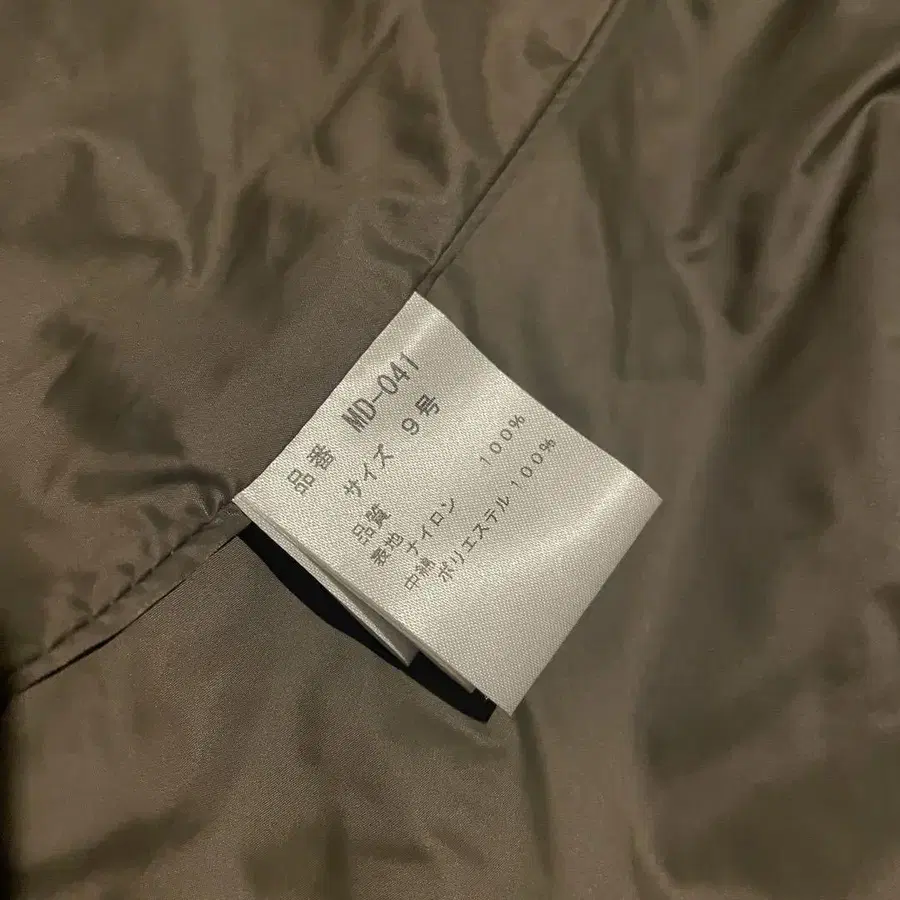 品番 MD-041
サイズ 9号
品質
表地 ナイロン 100%
中綿 ポリエステル100%